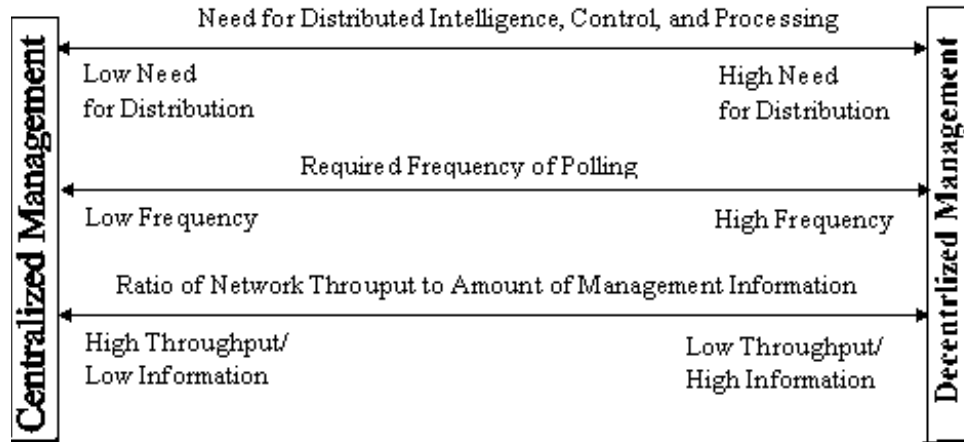 Need for Distributed Intelligence, Control, and Processing
Centralized Management
Decentrlized Management
Low Need
for Distribution
High Need
for Distribution
Required Frequency of Polling
Low Frequency
High Frequency
Ratio of Network Throuput to Amount of Management Information
High Throughput/
Low Information
Low Throughput/
High Information